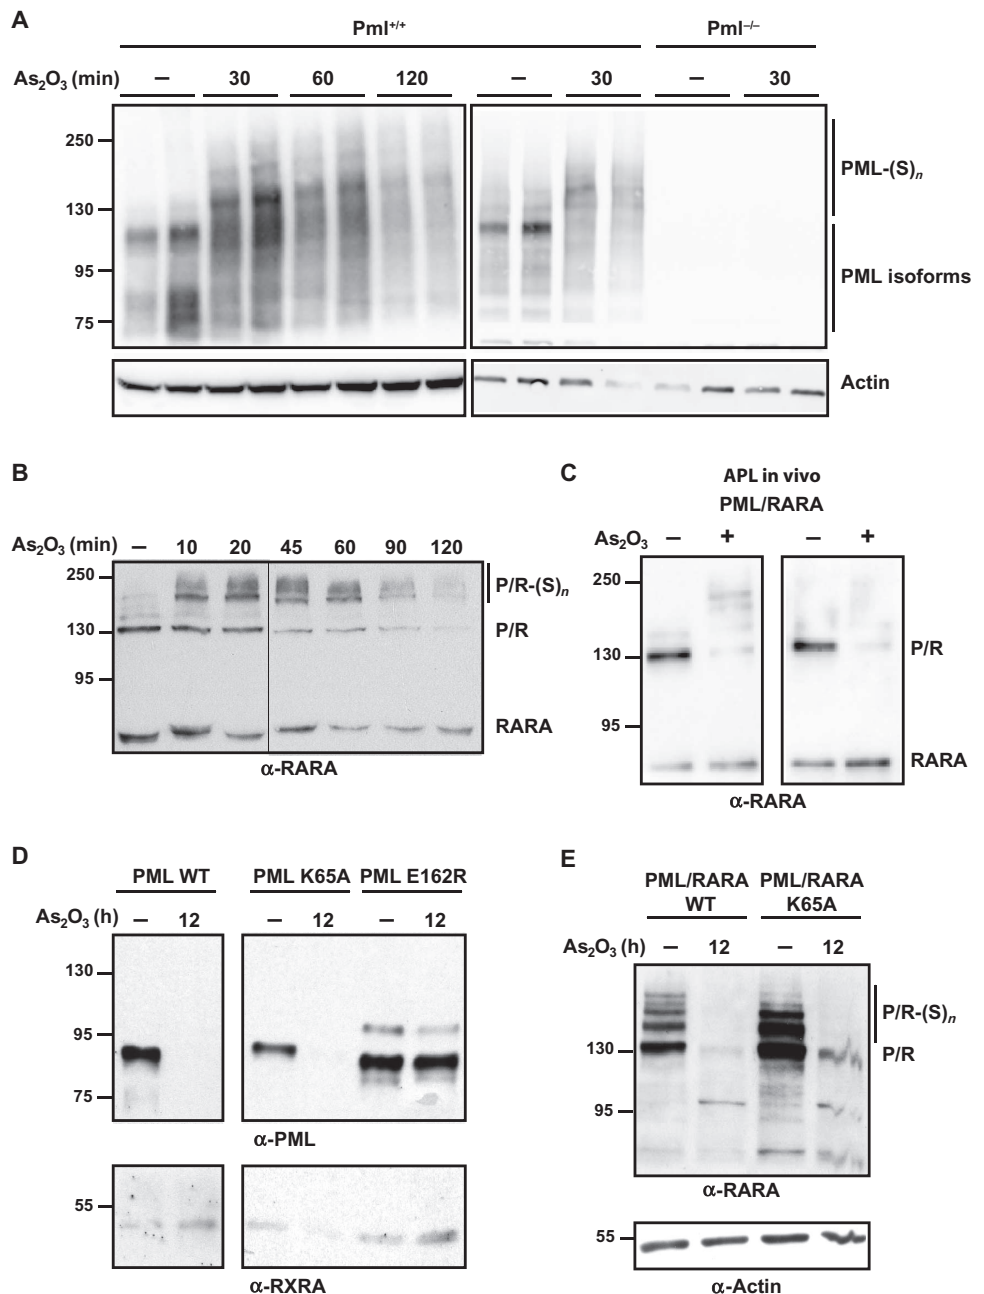 A
Pml+/+ Pml–/–
As2O3 (min) – 30 60 120 – 30 – 30
250
130
95
75
PML-(S)n
PML isoforms
Actin
B
As2O3 (min) – 10 20 45 60 90 120
250
130
95
P/R-(S)n
P/R
RARA
α-RARA
C
APL in vivo
PML/RARA
As2O3 – + – +
250
130
95
P/R
RARA
α-RARA
D
PML WT PML K65A PML E162R
As2O3 (h) – 12 – 12 – 12
130
95
75
α-PML
55
α-RXRA
E
PML/RARA PML/RARA
WT K65A
As2O3 (h) – 12 – 12
P/R-(S)n
130 P/R
95
α-RARA
55
α-Actin